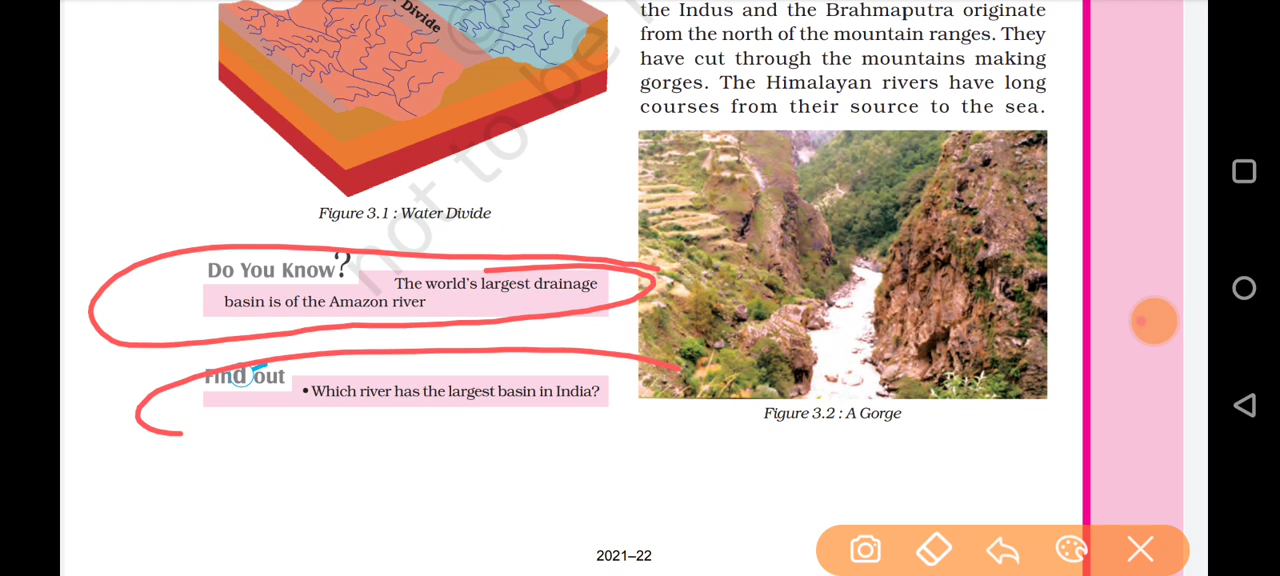 Divide
Figure 3.1 : Water Divide
Do You Know?
The world's largest drainage
basin is of the Amazon river
Find out
• Which river has the largest basin in India?
the Indus and the Brahmaputra originate
from the north of the mountain ranges. They
have cut through the mountains making
gorges. The Himalayan rivers have long
courses from their source to the sea.
Figure 3.2 : A Gorge
2021–22
© 
not to be